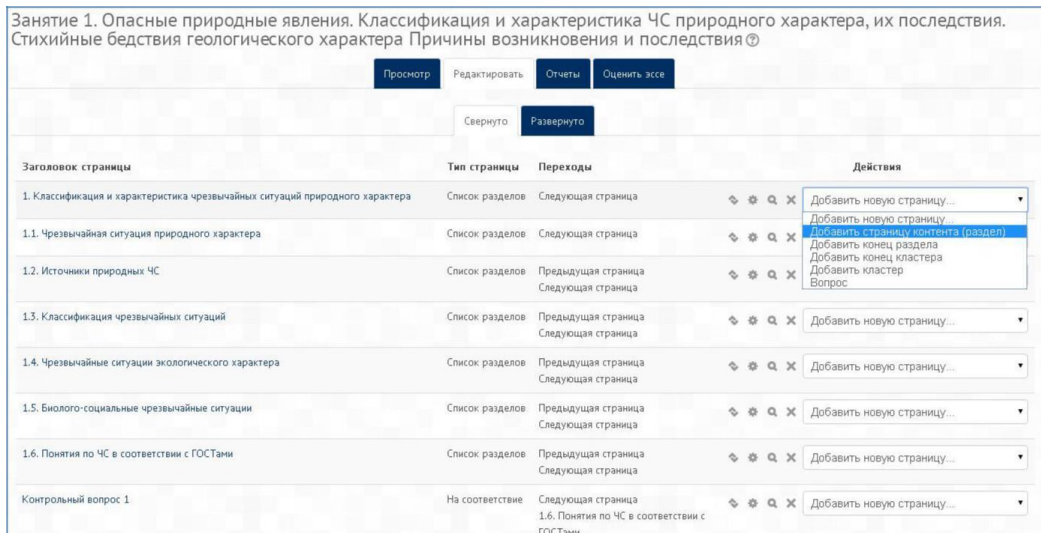 Занятие 1. Опасные природные явления. Классификация и характеристика ЧС природного характера, их последствия.
Стихийные бедствия геологического характера Причины возникновения и последствия
Просмотр Редактировать Отчеты Оценить эссе
Свернуто Развернуто
Заголовок страницы Тип страницы Переходы Действия
1. Классификация и характеристика чрезвычайных ситуаций природного характера Список разделов Следующая страница Добавить новую страницу...
Добавить новую страницу...
Добавить страницу контента (раздел)
Добавить конец раздела
Добавить конец кластера
Добавить кластер
Вопрос
1.1. Чрезвычайная ситуация природного характера Список разделов Следующая страница
1.2. Источники природных ЧС Список разделов Предыдущая страница
Следующая страница
1.3. Классификация чрезвычайных ситуаций Список разделов Предыдущая страница Добавить новую страницу...
Следующая страница
1.4. Чрезвычайные ситуации экологического характера Список разделов Предыдущая страница Добавить новую страницу...
Следующая страница
1.5. Биолого-социальные чрезвычайные ситуации Список разделов Предыдущая страница Добавить новую страницу...
Следующая страница
1.6. Понятия по ЧС в соответствии с ГОСТами Список разделов Предыдущая страница Добавить новую страницу...
Следующая страница
Контрольный вопрос 1 На соответствие Следующая страница Добавить новую страницу...
1.6. Понятия по ЧС в соответствии с
ГОСТами